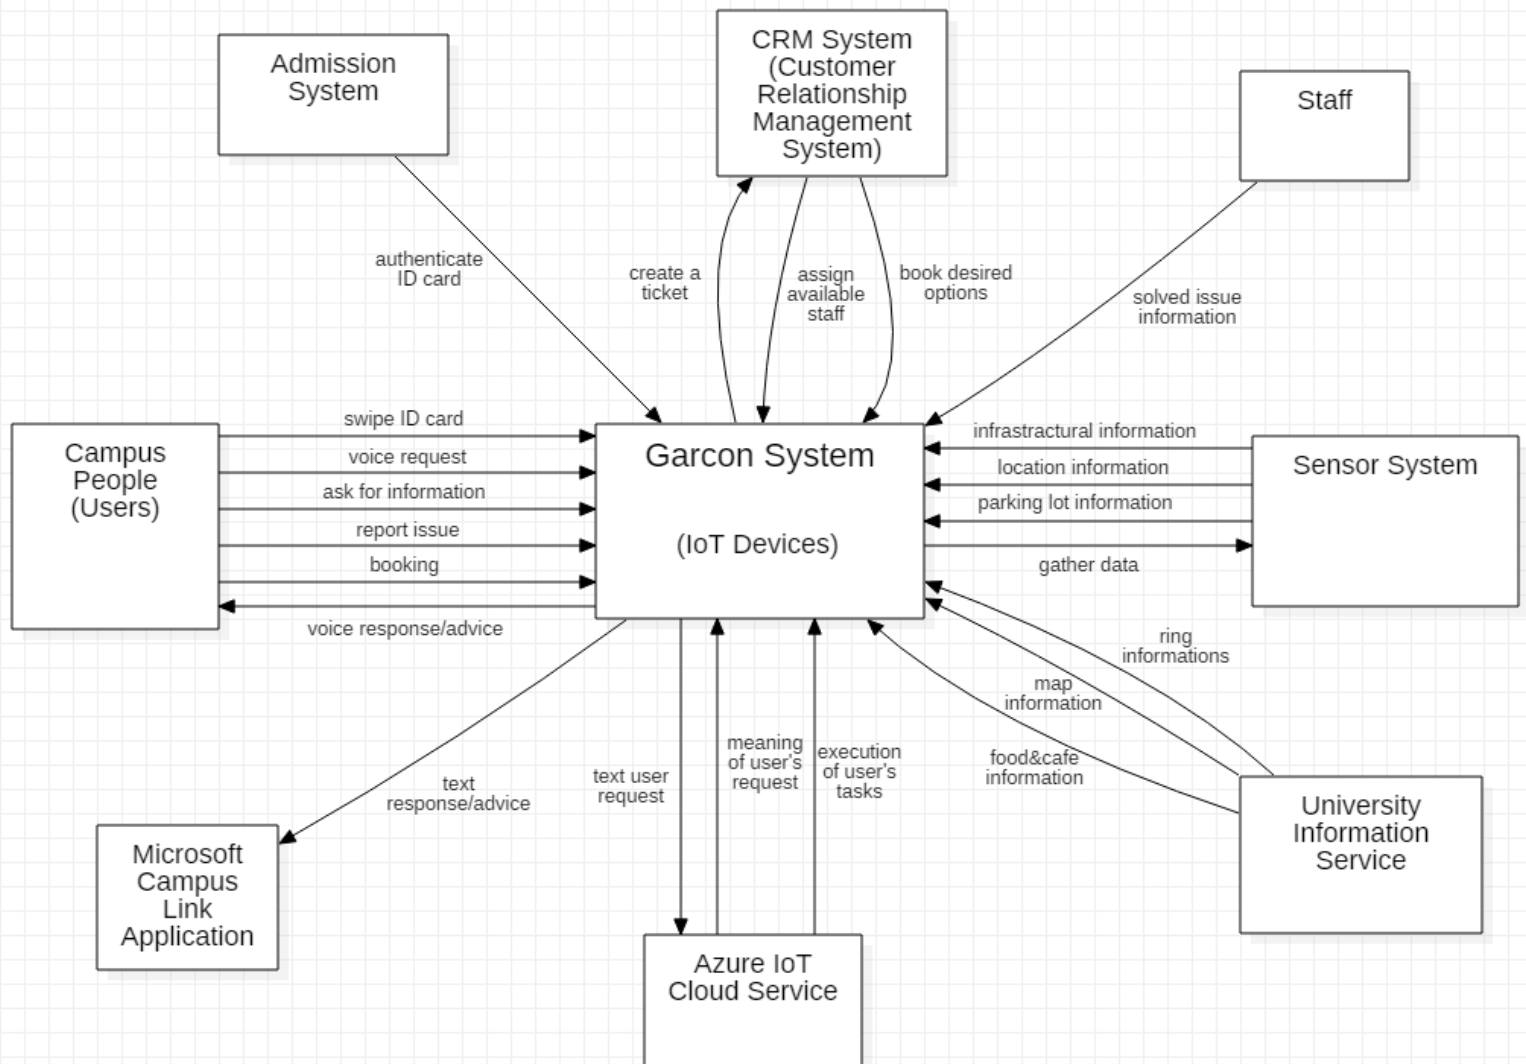 Admission
System
CRM System
(Customer
Relationship
Management
System)
Staff
authenticate
ID card
create a
ticket
assign
available
staff
book desired
options
solved issue
information
Campus
People
(Users)
swipe ID card
voice request
ask for information
report issue
booking
voice response/advice
Garcon System
(IoT Devices)
infrastractural information
location information
parking lot information
gather data
Sensor System
ring
informations
map
information
food&cafe
information
text
response/advice
text user
request
meaning
of user's
request
execution
of user's
tasks
University
Information
Service
Microsoft
Campus
Link
Application
Azure IoT
Cloud Service